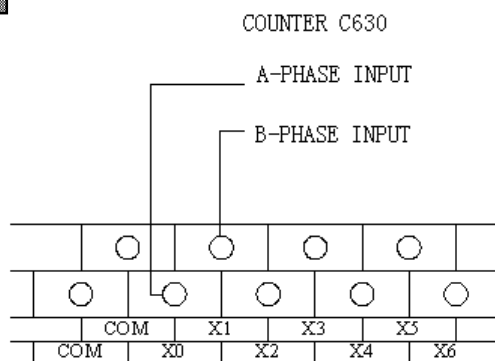 COUNTER C630
A-PHASE INPUT
B-PHASE INPUT
COM X1 X3 X5
COM X0 X2 X4 X6